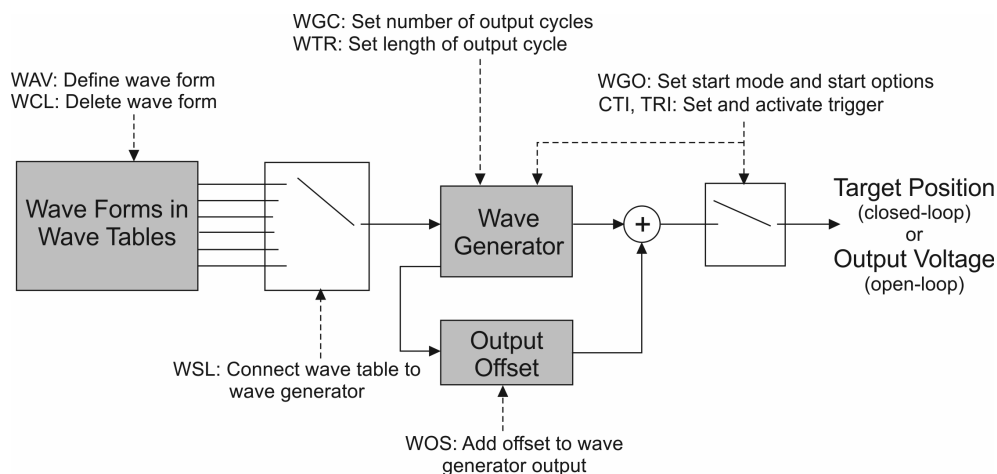 WGC: Set number of output cycles
WTR: Set length of output cycle
WAV: Define wave form
WCL: Delete wave form
WGO: Set start mode and start options
CTI, TRI: Set and activate trigger
Wave Forms in
Wave Tables
Wave
Generator
+
Target Position
(closed-loop)
or
Output Voltage
(open-loop)
Output
Offset
WSL: Connect wave table to
wave generator
WOS: Add offset to wave
generator output